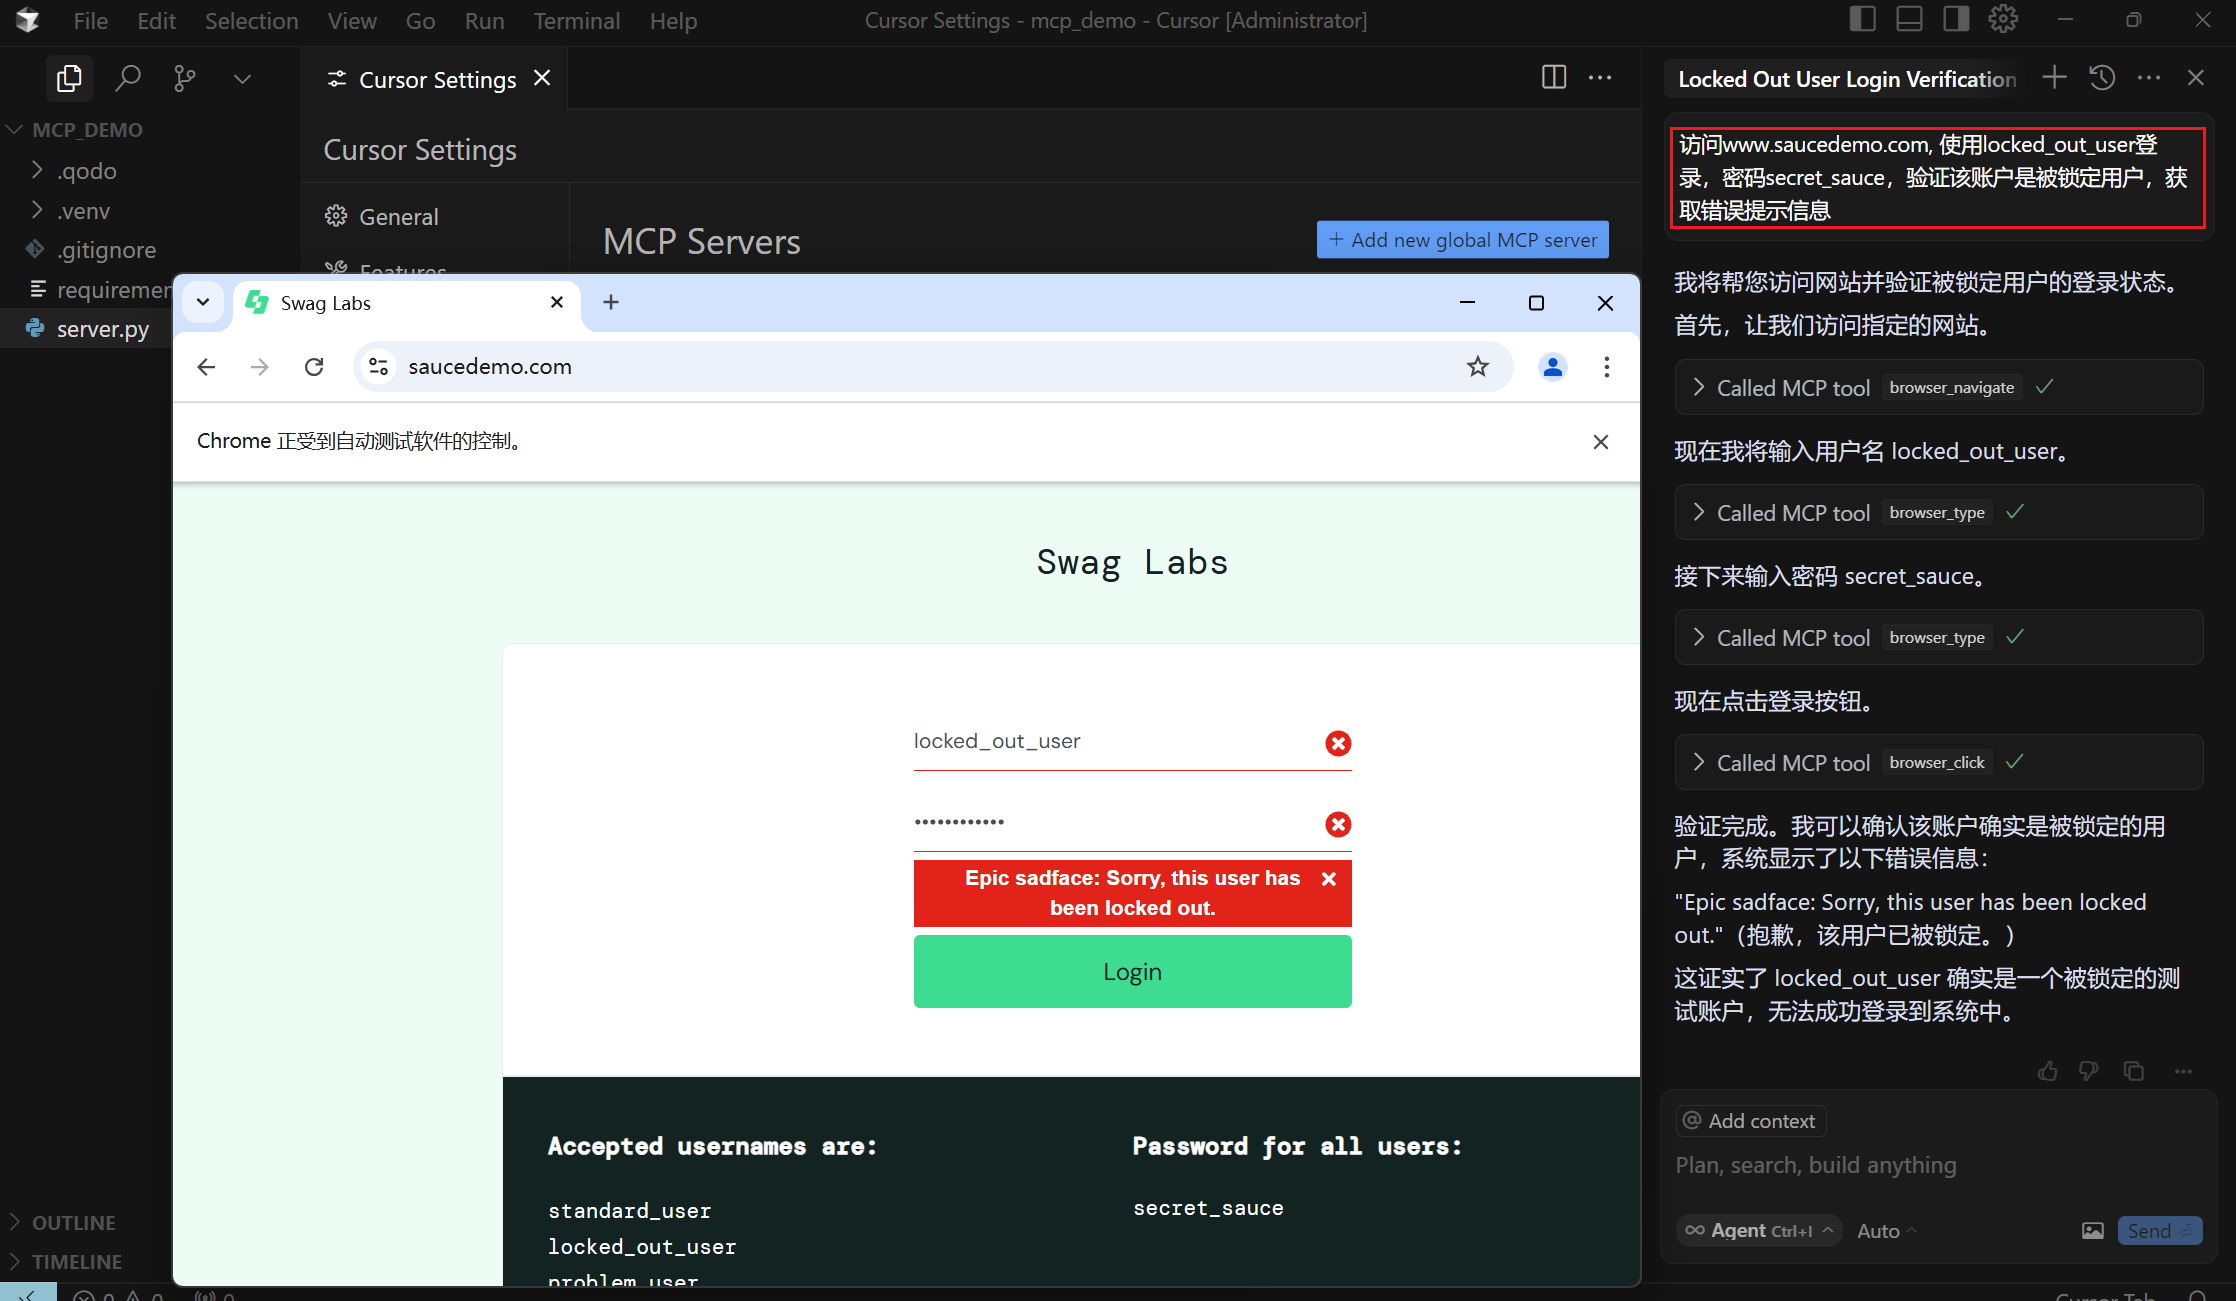 File Edit Selection View Go Run Terminal Help
Cursor Settings - mcp_demo - Cursor [Administrator]
MCP_DEMO
.qodo
.venv
.gitignore
server.py
OUTLINE
TIMELINE
Cursor Settings
Cursor Settings
General
Features
MCP Servers
Add new global MCP server
Swag Labs
saucedemo.com
Chrome 正受到自动测试软件的控制。
Swag Labs
locked_out_user
••••••••••••
Epic sadface: Sorry, this user has
been locked out.
Login
Accepted usernames are:
standard_user
locked_out_user
problem_user
Password for all users:
secret_sauce
Locked Out User Login Verification
访问www.saucedemo.com, 使用locked_out_user登
录，密码secret_sauce，验证该账户是被锁定用户，获
取错误提示信息
我将帮您访问网站并验证被锁定用户的登录状态。
首先，让我们访问指定的网站。
Called MCP tool browser_navigate
现在我将输入用户名 locked_out_user。
Called MCP tool browser_type
接下来输入密码 secret_sauce。
Called MCP tool browser_type
现在点击登录按钮。
Called MCP tool browser_click
验证完成。我可以确认该账户确实是被锁定的用
户，系统显示了以下错误信息：
"Epic sadface: Sorry, this user has been locked
out."（抱歉，该用户已被锁定。）
这证实了 locked_out_user 确实是一个被锁定的测
试账户，无法成功登录到系统中。
@ Add context
Plan, search, build anything
Agent Ctrl+I Auto Send
Cursor Tab